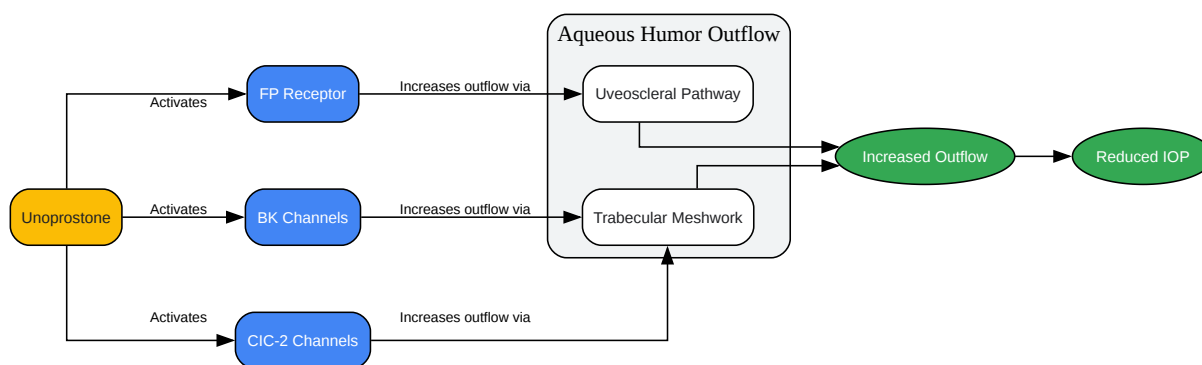 Aqueous Humor Outflow
FP Receptor
Increases outflow via
Uveoscleral Pathway
Activates
Increased Outflow
Reduced IOP
Unoprostone
Activates
BK Channels
Increases outflow via
Trabecular Meshwork
Activates
CIC-2 Channels
Increases outflow via